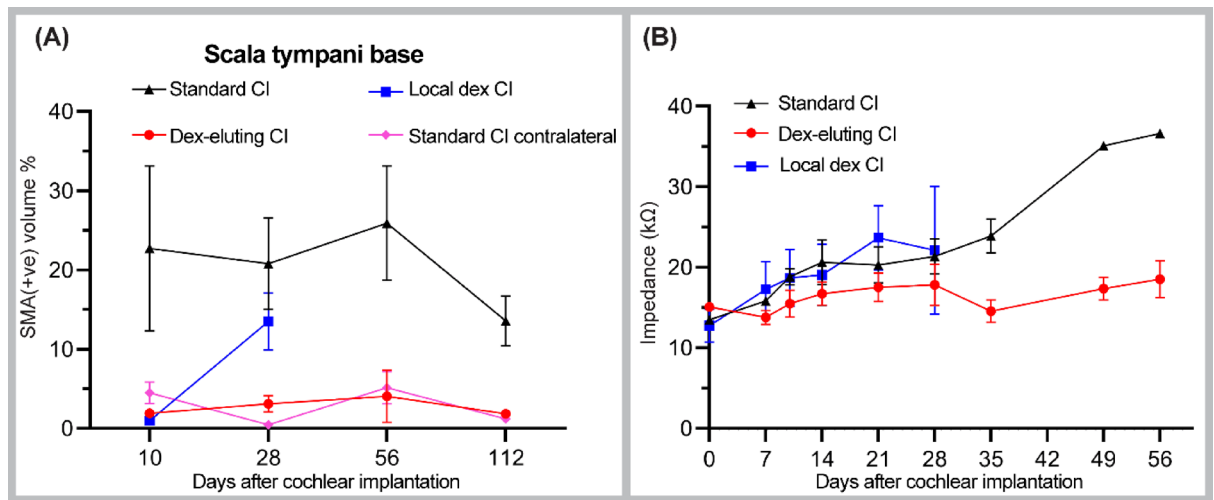 (A)
Scala tympani base
Standard CI
Local dex CI
Dex-eluting CI
Standard CI contralateral
SMA(+ve) volume %
40
30
20
10
0
10 28 56 112
Days after cochlear implantation
(B)
Standard CI
Dex-eluting CI
Local dex CI
Impedance (kΩ)
40
30
20
10
0
0 7 14 21 28 35 42 49 56
Days after cochlear implantation